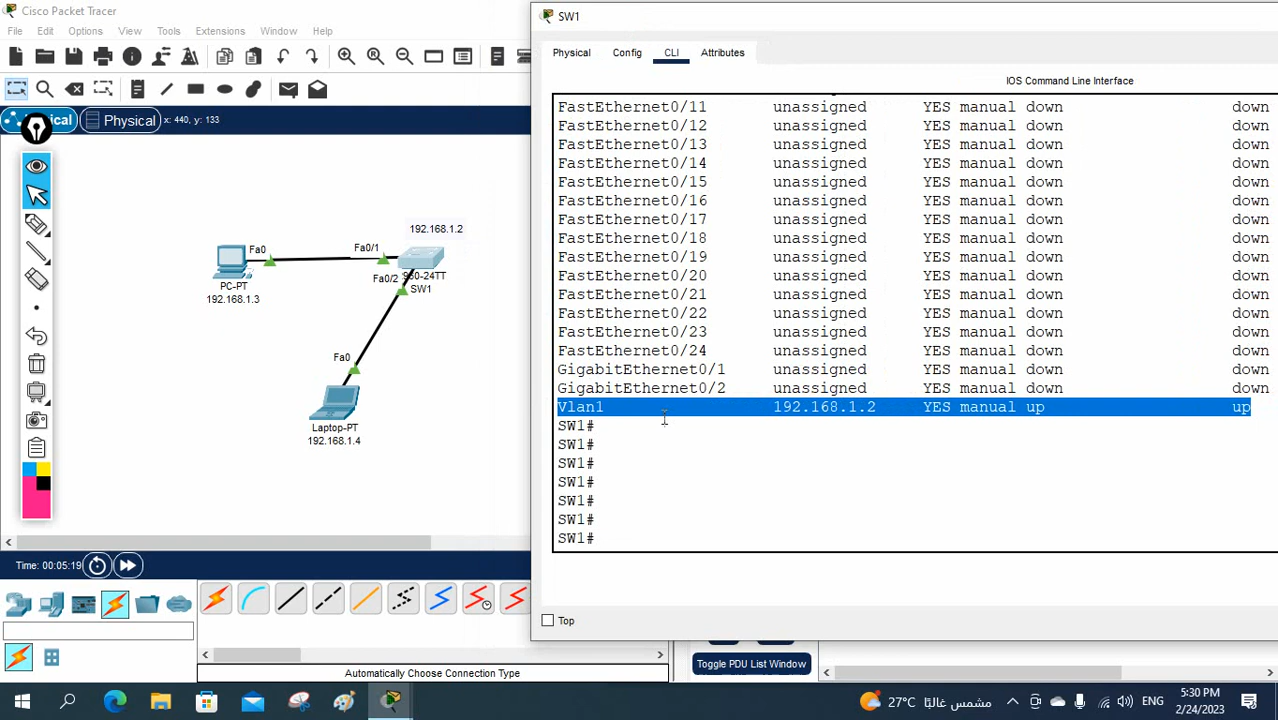 Cisco Packet Tracer
File Edit Options View Tools Extensions Window Help
Physical x: 440, y: 133
192.168.1.2
Fa0
Fa0/1
Fa0/2
-24TT
SW1
PC-PT
192.168.1.3
Fa0
Laptop-PT
192.168.1.4
Time: 00:05:19
Automatically Choose Connection Type
SW1
Physical Config CLI Attributes
IOS Command Line Interface
FastEthernet0/11 unassigned YES manual down down
FastEthernet0/12 unassigned YES manual down down
FastEthernet0/13 unassigned YES manual down down
FastEthernet0/14 unassigned YES manual down down
FastEthernet0/15 unassigned YES manual down down
FastEthernet0/16 unassigned YES manual down down
FastEthernet0/17 unassigned YES manual down down
FastEthernet0/18 unassigned YES manual down down
FastEthernet0/19 unassigned YES manual down down
FastEthernet0/20 unassigned YES manual down down
FastEthernet0/21 unassigned YES manual down down
FastEthernet0/22 unassigned YES manual down down
FastEthernet0/23 unassigned YES manual down down
FastEthernet0/24 unassigned YES manual down down
GigabitEthernet0/1 unassigned YES manual down down
GigabitEthernet0/2 unassigned YES manual down down
Vlan1 192.168.1.2 YES manual up up
SW1#
SW1#
SW1#
SW1#
SW1#
SW1#
SW1#
Top
Toggle PDU List Window
27°C مشمس غالبًا
ENG
5:30 PM
2/24/2023